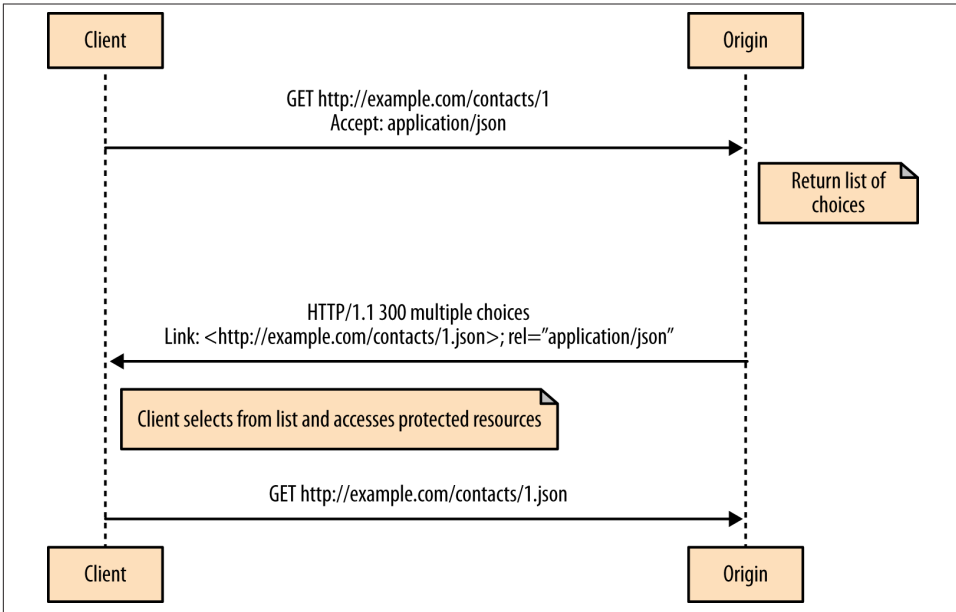 Client
Origin
GET http://example.com/contacts/1
Accept: application/json
Return list of
choices
HTTP/1.1 300 multiple choices
Link: <http://example.com/contacts/1.json>; rel=”application/json”
Client selects from list and accesses protected resources
GET http://example.com/contacts/1.json
Client
Origin